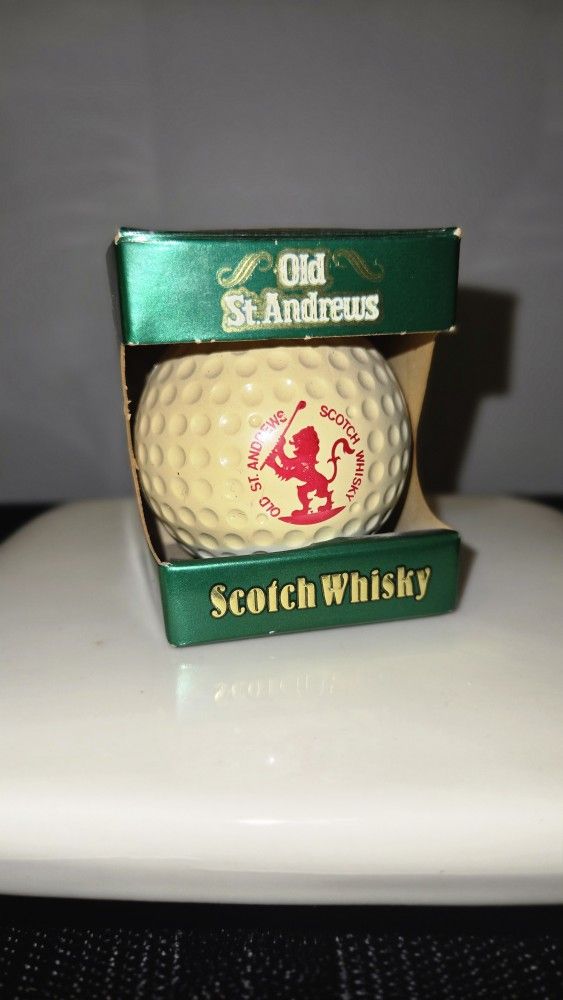 Old
St. Andrews
OLD ST. ANDREWS SCOTCH WHISKY
Scotch Whisky